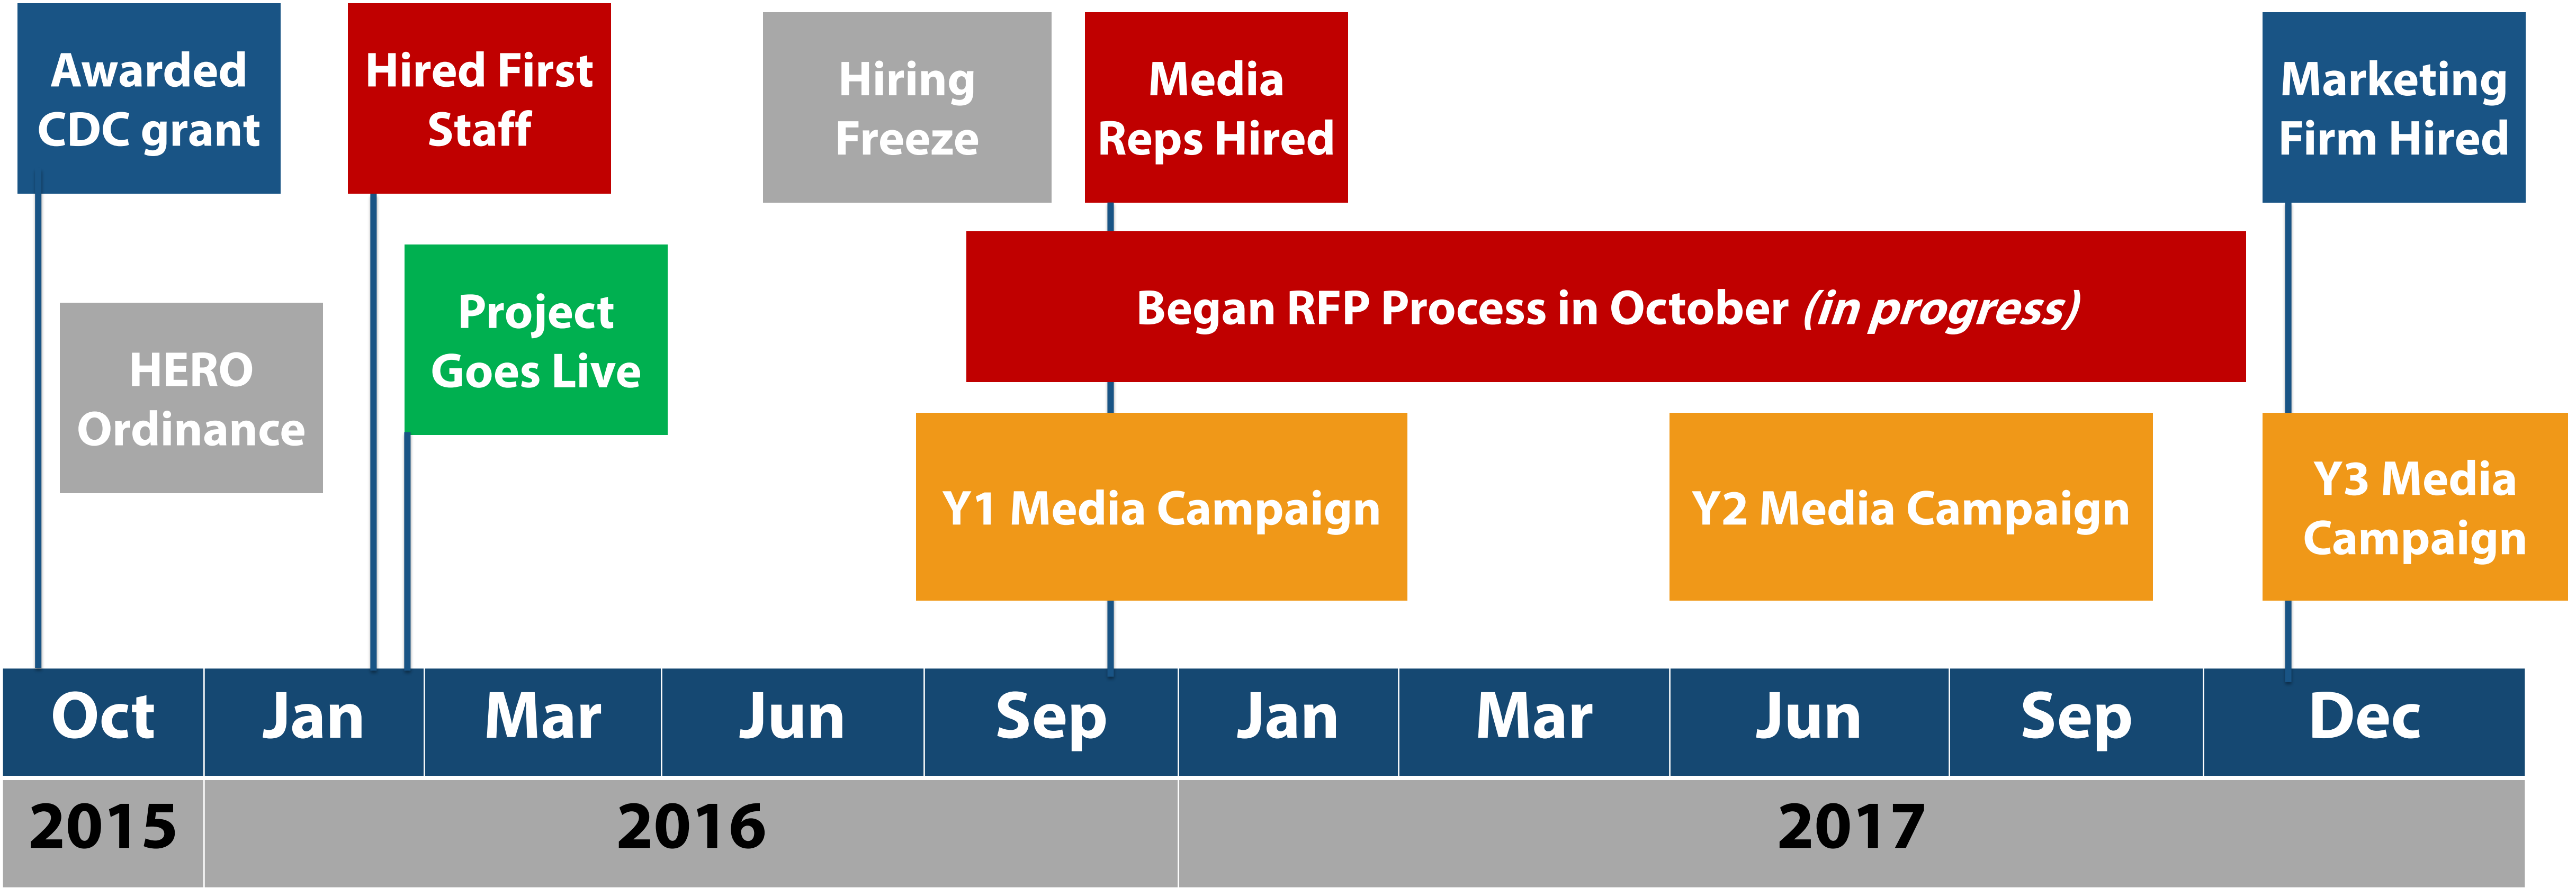 Awarded
CDC grant
Hired First
Staff
Hiring
Freeze
Media
Reps Hired
Marketing
Firm Hired
HERO
Ordinance
Project
Goes Live
Began RFP Process in October (in progress)
Y1 Media Campaign
Y2 Media Campaign
Y3 Media
Campaign
Oct Jan Mar Jun Sep Jan Mar Jun Sep Dec
2015 2016 2017